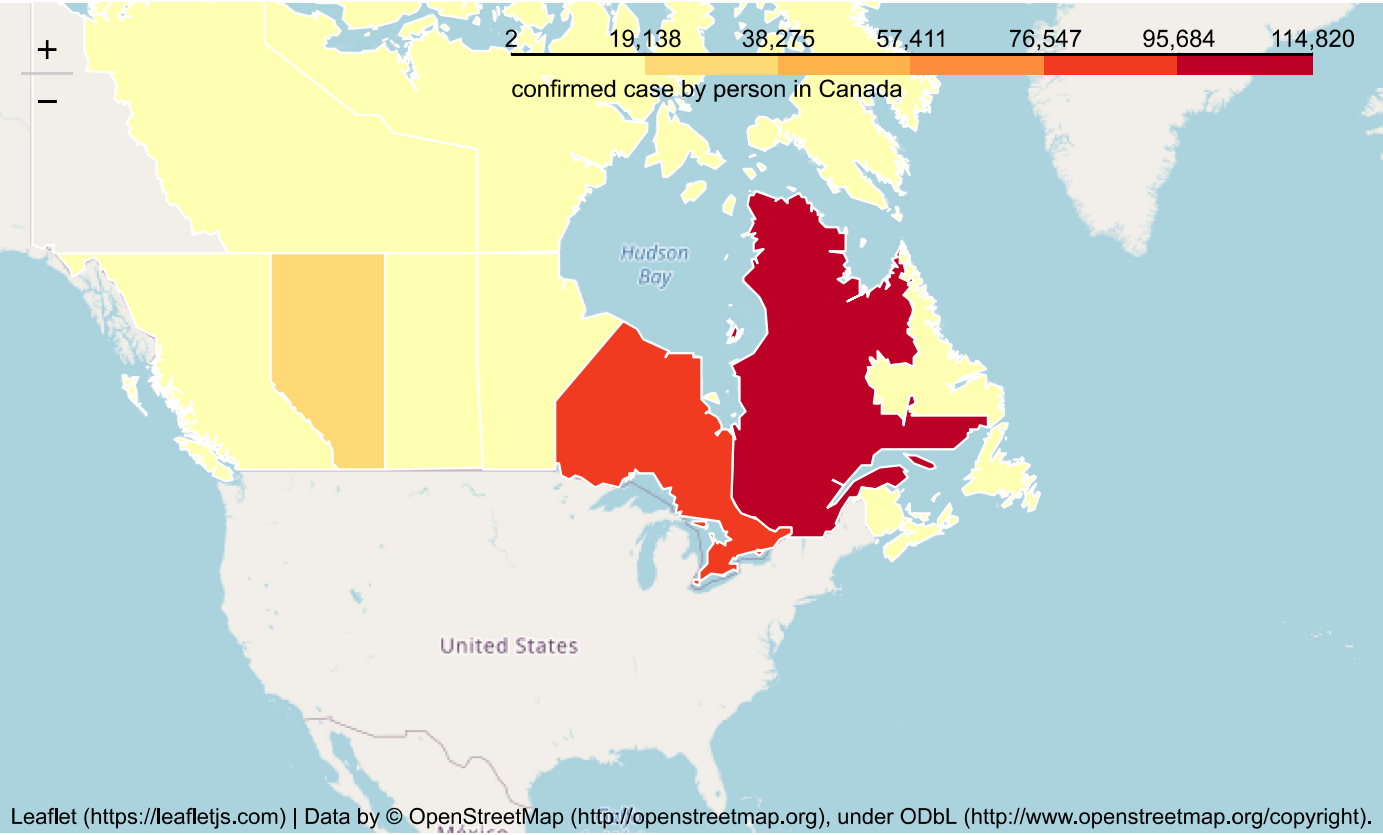 +
−
2 19,138 38,275 57,411 76,547 95,684 114,820
confirmed case by person in Canada
Hudson
Bay
United States
Leaflet (https://leafletjs.com) | Data by © OpenStreetMap (http://openstreetmap.org), under ODbL (http://www.openstreetmap.org/copyright).
México